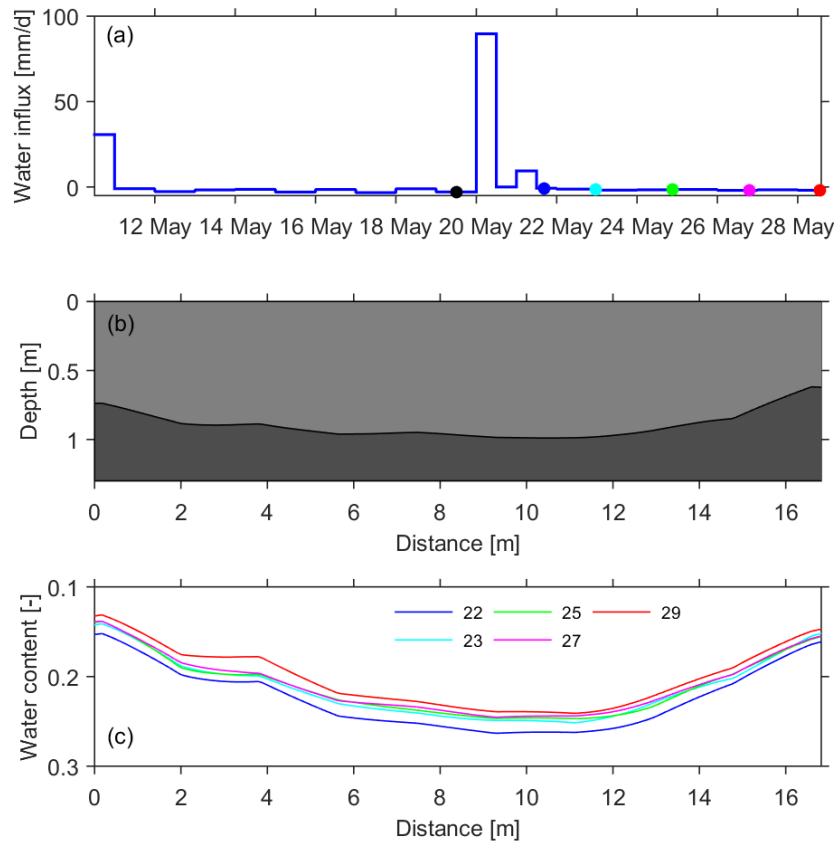 (a)
Water influx [mm/d]
100
50
0
12 May 14 May 16 May 18 May 20 May 22 May 24 May 26 May 28 May
(b)
Depth [m]
0
0.5
1
0 2 4 6 8 10 12 14 16
Distance [m]
Water content [-]
0.1
0.2
0.3
22 25 29
23 27
(c)
0 2 4 6 8 10 12 14 16
Distance [m]